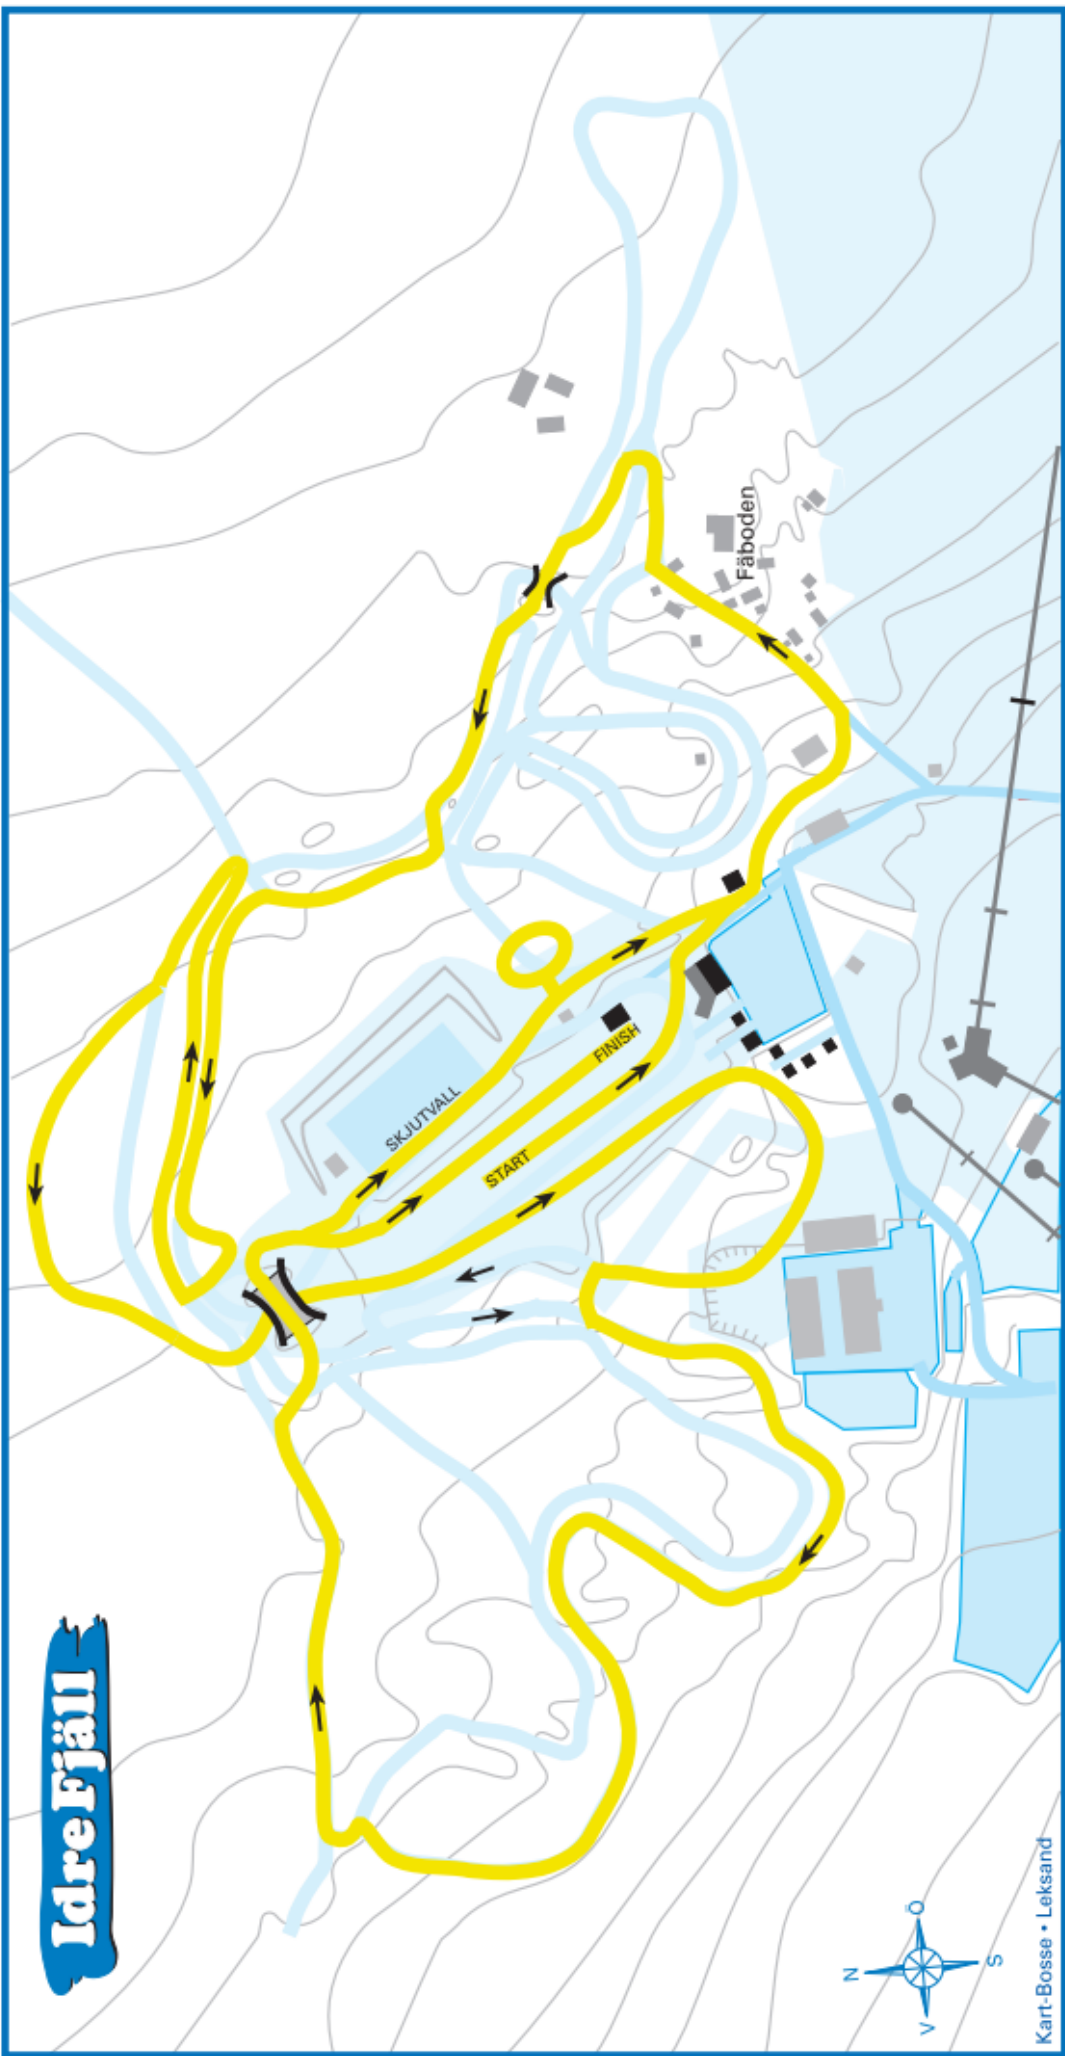 Idre Fjäll
SKJUTVALL
FINISH
START
Fäboden
N
V
Ö
S
Kart-Bosse • Leksand